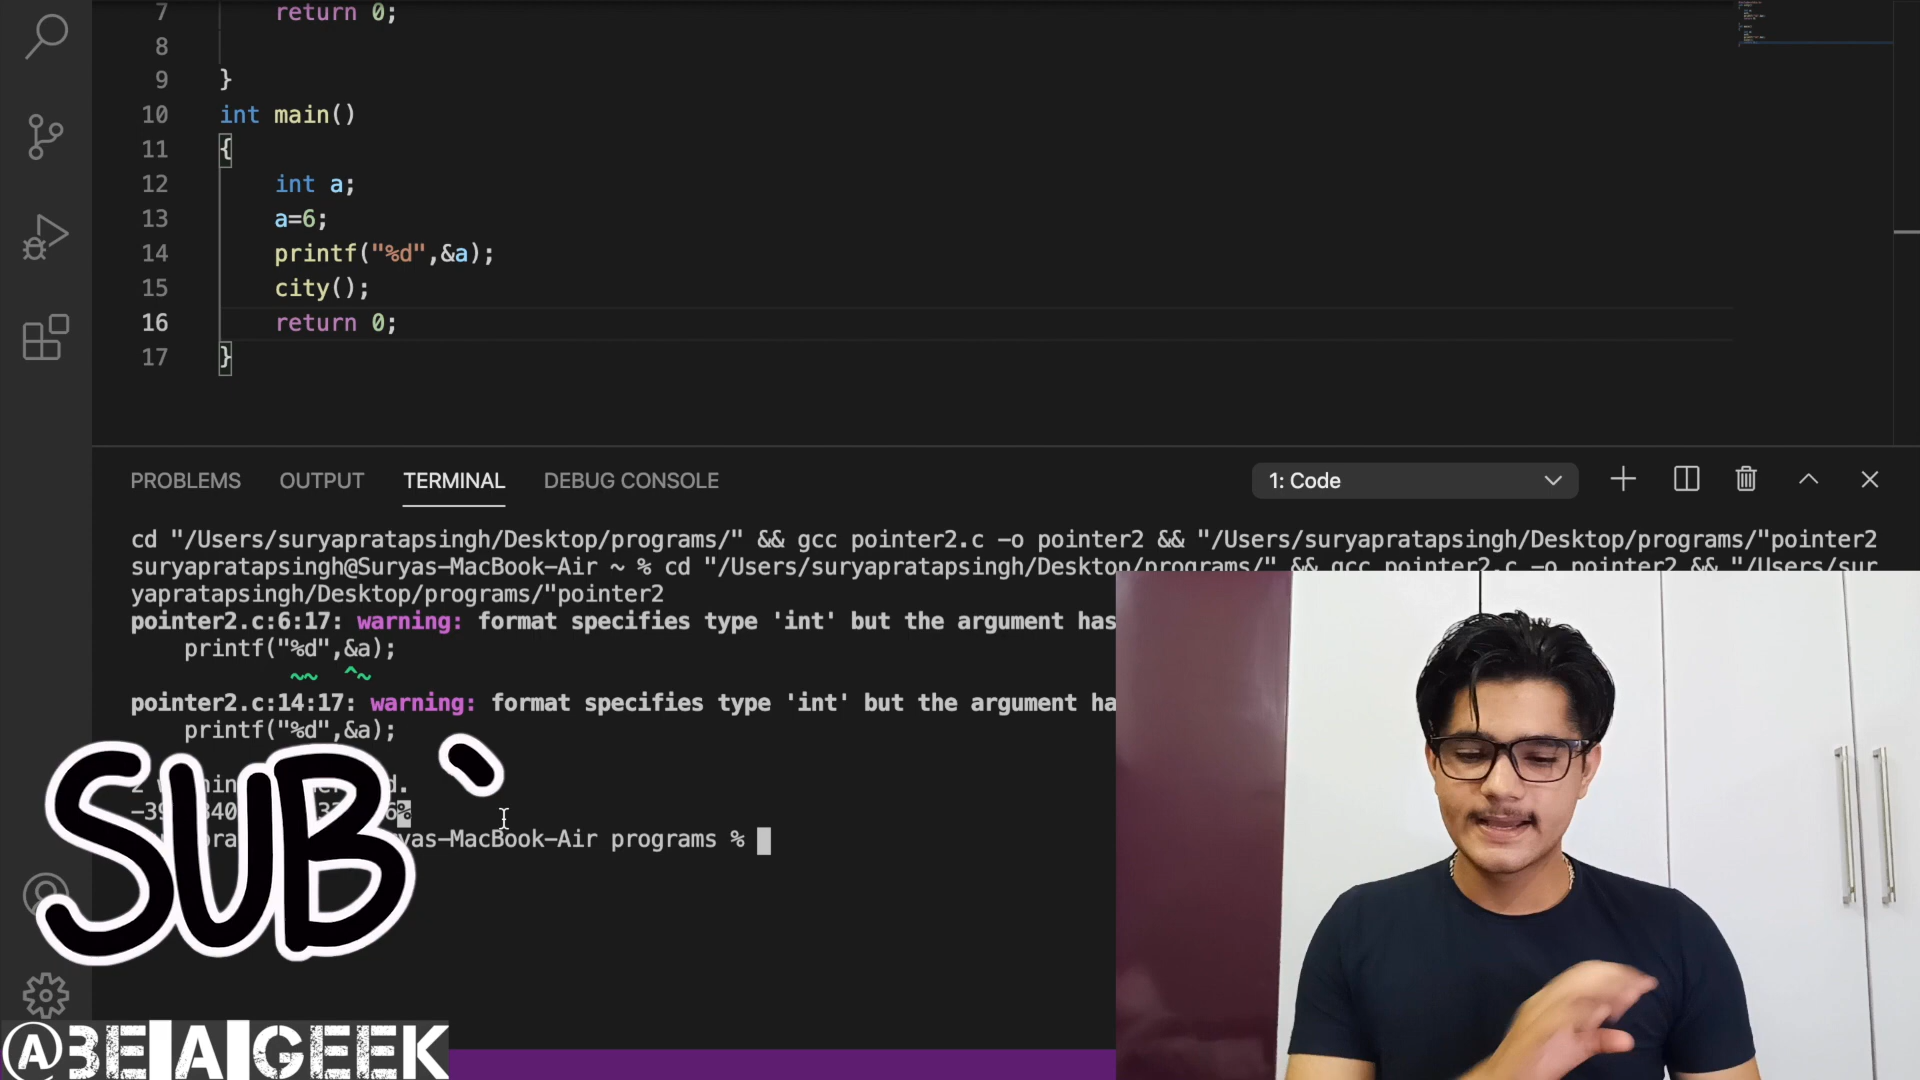 7 return 0;
8
9 }
10 int main()
11 {
12 int a;
13 a=6;
14 printf("%d",&a);
15 city();
16 return 0;
17 }
PROBLEMS OUTPUT TERMINAL DEBUG CONSOLE 1: Code
cd "/Users/suryapratapsingh/Desktop/programs/" && gcc pointer2.c -o pointer2 && "/Users/suryapratapsingh/Desktop/programs/"pointer2
suryapratapsingh@Suryas-MacBook-Air ~ % cd "/Users/suryapratapsingh/Desktop/programs/" && gcc pointer2.c -o pointer2 && "/Users/sur
yapratapsingh/Desktop/programs/"pointer2
pointer2.c:6:17: warning: format specifies type 'int' but the argument has
printf("%d",&a);
~~ ^~
pointer2.c:14:17: warning: format specifies type 'int' but the argument ha
printf("%d",&a);
SUB
-MacBook-Air programs %
@BE A GEEK